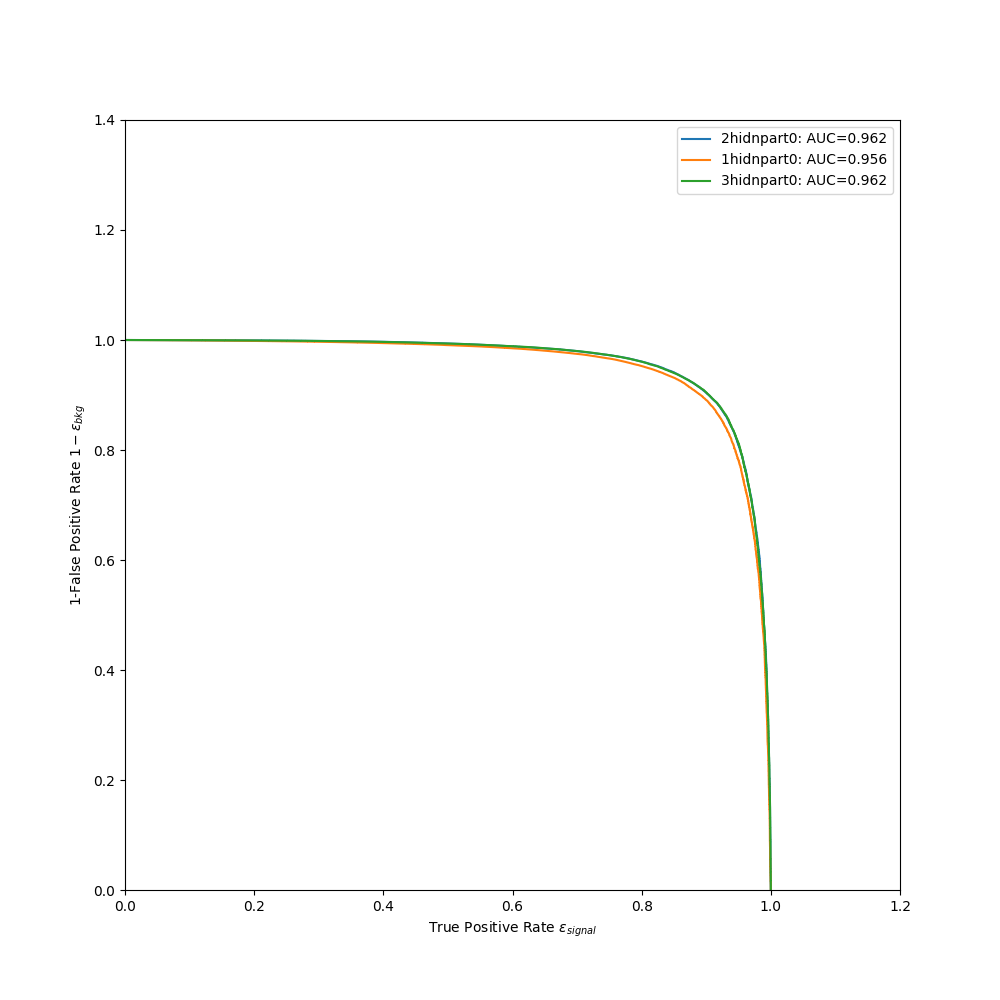 2hidnpart0: AUC=0.962
1hidnpart0: AUC=0.956
3hidnpart0: AUC=0.962
1.4
1.2
1.0
0.8
0.6
0.4
0.2
0.0
1-False Positive Rate 1 − ε_bkg
0.0 0.2 0.4 0.6 0.8 1.0 1.2
True Positive Rate ε_signal